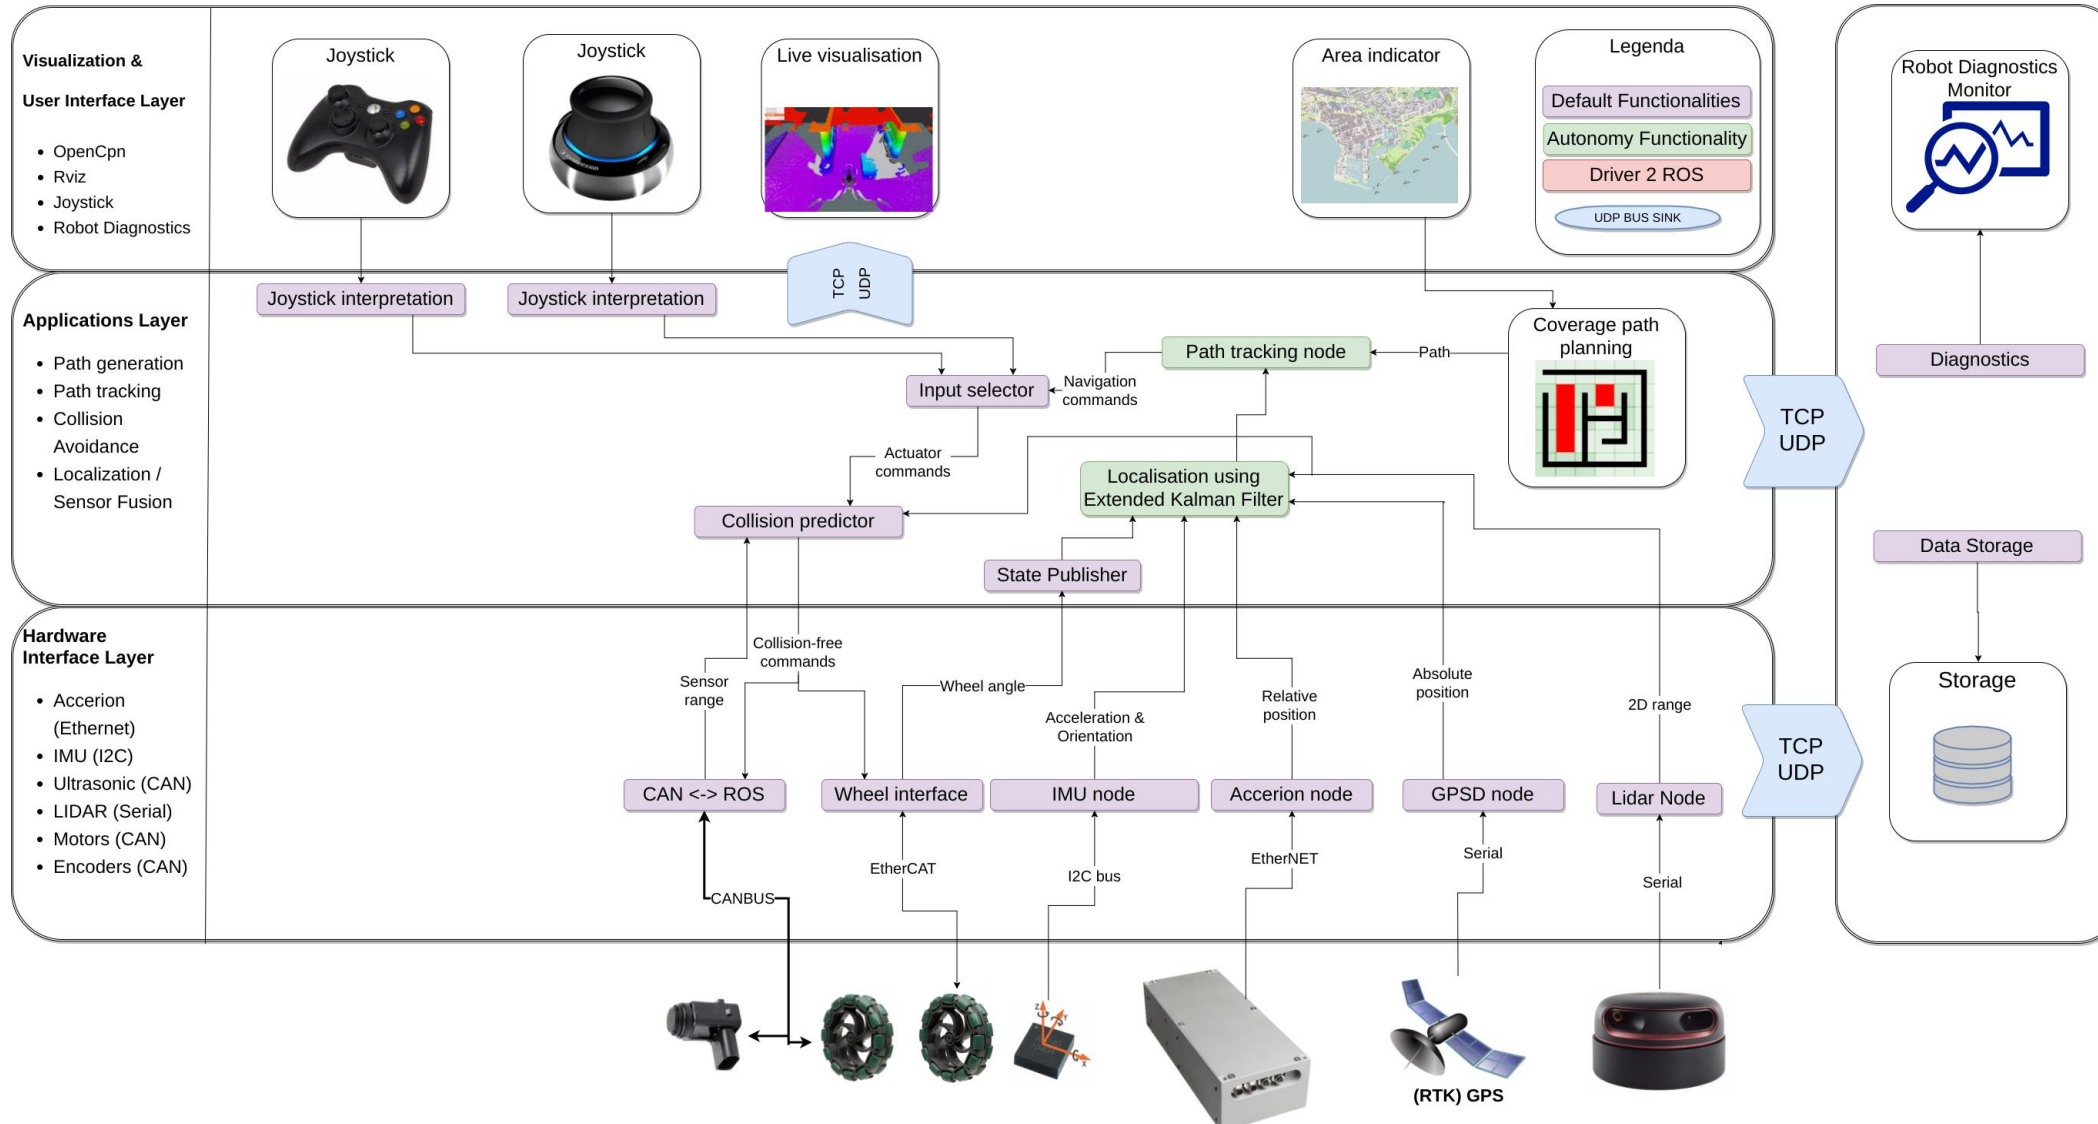 Visualization &
User Interface Layer
OpenCpn
Rviz
Joystick
Robot Diagnostics
Joystick
Joystick
Live visualisation
Area indicator
Legenda
Default Functionalities
Autonomy Functionality
Driver 2 ROS
UDP BUS SINK
Robot Diagnostics
Monitor
Applications Layer
Path generation
Path tracking
Collision
Avoidance
Localization /
Sensor Fusion
Joystick interpretation
Joystick interpretation
TCP
UDP
Input selector
Navigation
commands
Path tracking node
Path
Coverage path
planning
Actuator
commands
Localisation using
Extended Kalman Filter
Collision predictor
State Publisher
TCP
UDP
Diagnostics
Data Storage
Hardware
Interface Layer
Accerion
(Ethernet)
IMU (I2C)
Ultrasonic (CAN)
LIDAR (Serial)
Motors (CAN)
Encoders (CAN)
Collision-free
commands
Sensor
range
Wheel angle
Acceleration &
Orientation
Relative
position
Absolute
position
2D range
CAN <-> ROS
Wheel interface
IMU node
Accerion node
GPSD node
Lidar Node
TCP
UDP
Storage
CANBUS
EtherCAT
I2C bus
EtherNET
Serial
Serial
(RTK) GPS